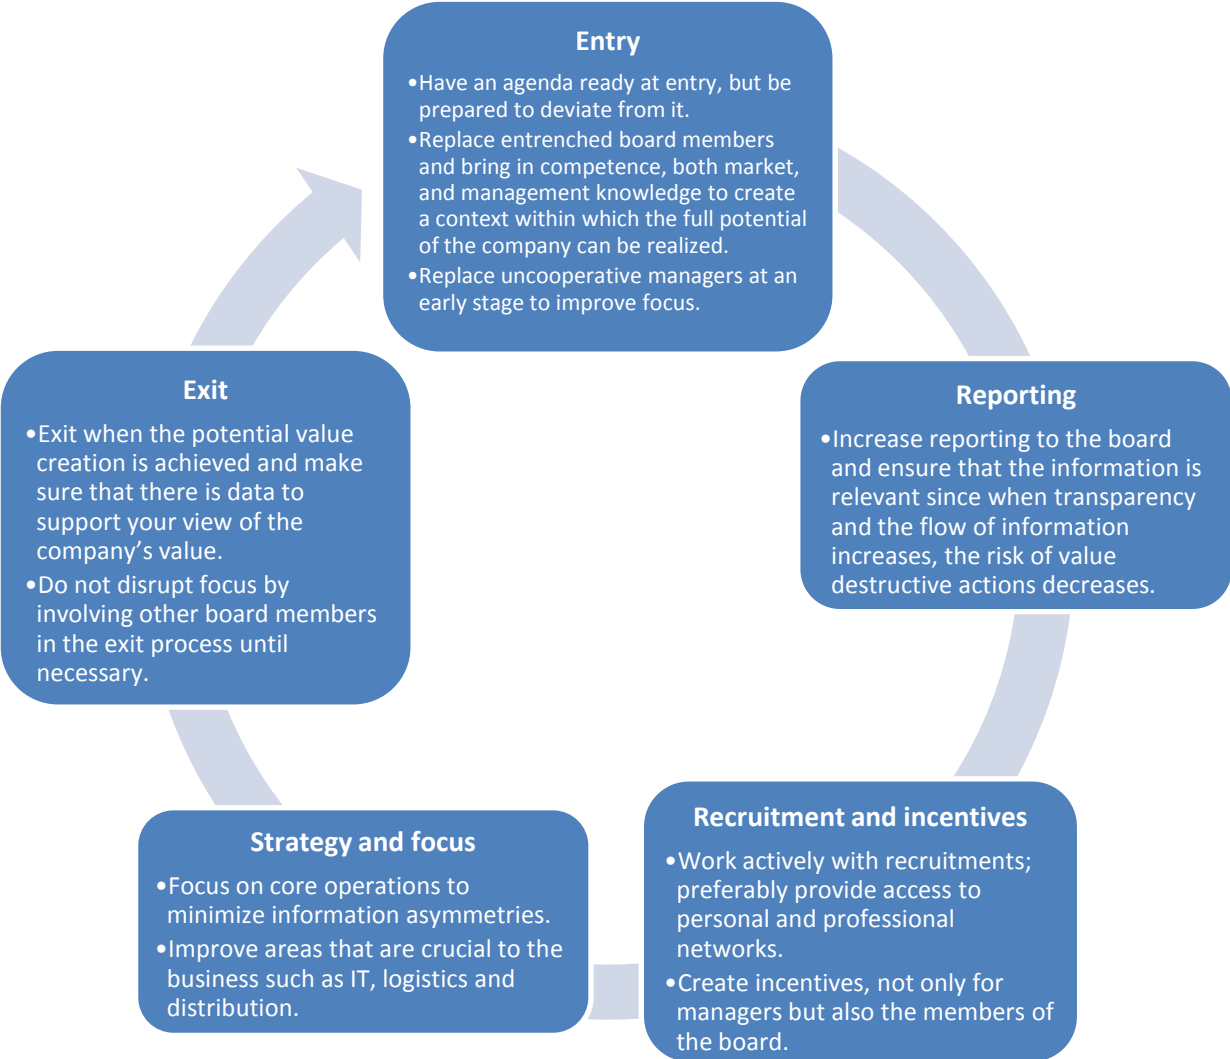 Entry
•Have an agenda ready at entry, but be
prepared to deviate from it.
•Replace entrenched board members
and bring in competence, both market,
and management knowledge to create
a context within which the full potential
of the company can be realized.
•Replace uncooperative managers at an
early stage to improve focus.
Reporting
•Increase reporting to the board
and ensure that the information is
relevant since when transparency
and the flow of information
increases, the risk of value
destructive actions decreases.
Recruitment and incentives
•Work actively with recruitments;
preferably provide access to
personal and professional
networks.
•Create incentives, not only for
managers but also the members of
the board.
Strategy and focus
•Focus on core operations to
minimize information asymmetries.
•Improve areas that are crucial to the
business such as IT, logistics and
distribution.
Exit
•Exit when the potential value
creation is achieved and make
sure that there is data to
support your view of the
company’s value.
•Do not disrupt focus by
involving other board members
in the exit process until
necessary.